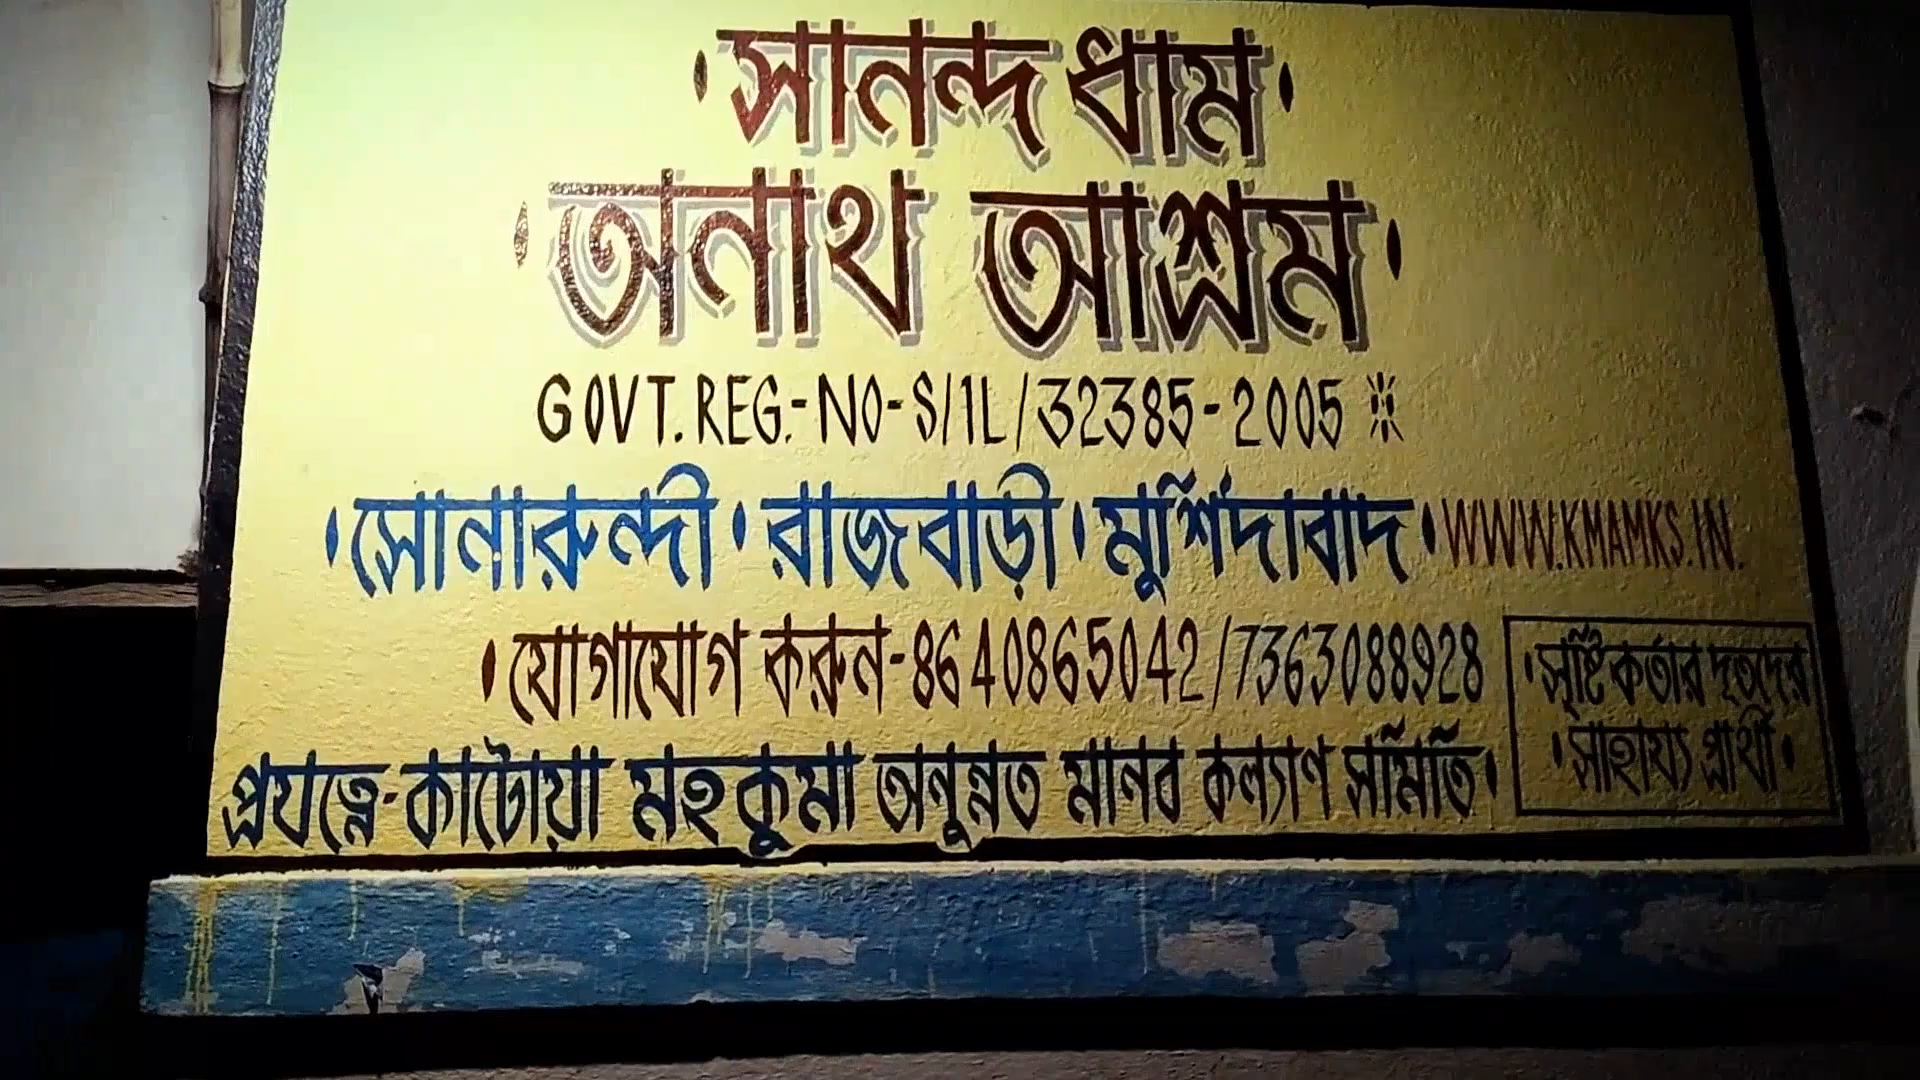 সানন্দ ধাম
অনাথ আশ্রম
GOVT. REG.-NO-S/1L/32385-2005
সোনারুন্দী • রাজবাড়ী • মুর্শিদাবাদ • WWW.KMAMKS.IN.
যোগাযোগ করুন-8640865042/7363088928
প্রযত্নে-কাটোয়া মহকুমা অনুন্নত মানব কল্যাণ সমিতি
সৃষ্টিকর্তার দূতদের
সাহায্য প্রার্থী